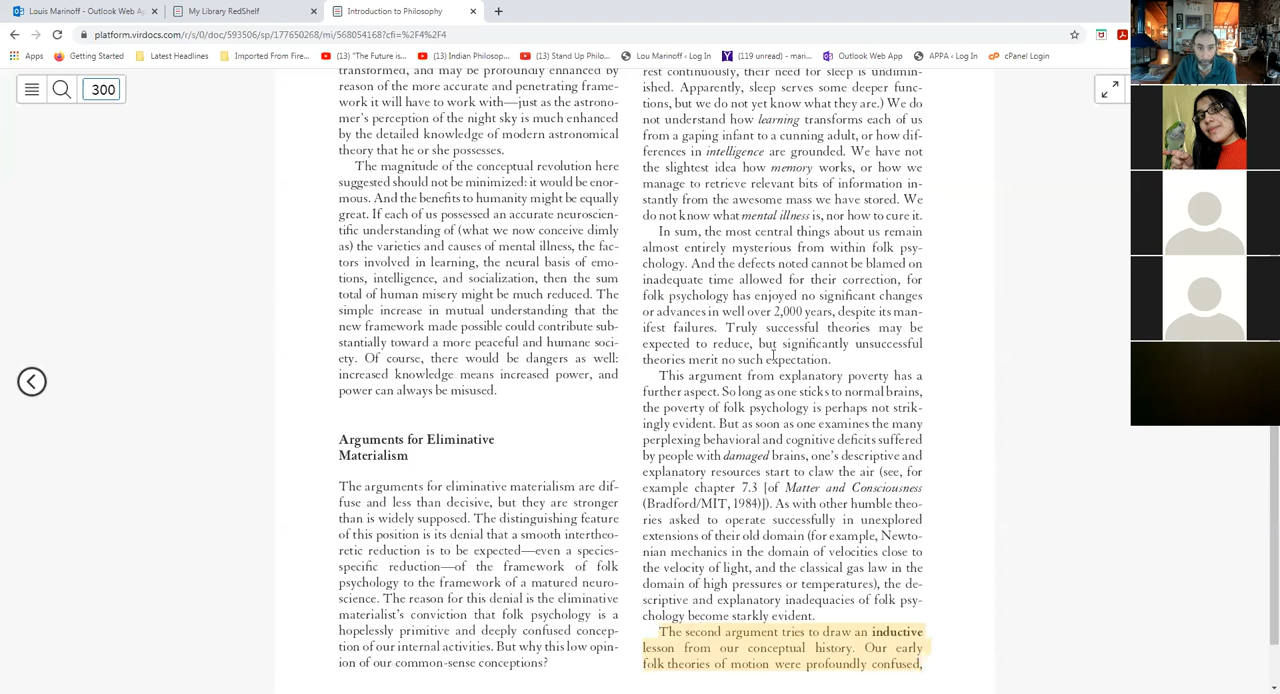 Louis Marinoff - Outlook Web Ap
My Library RedShelf
Introduction to Philosophy
platform.virdocs.com/r/s/0/doc/593506/sp/177650268/mi/568054168?cfi=%2F4%2F4
Apps
Getting Started
Latest Headlines
Imported From Fire...
(13) "The Future is...
(13) Indian Philosop...
(13) Stand Up Philo...
Lou Marinoff ‹ Log In
(119 unread) - mari...
Outlook Web App
APPA ‹ Log In
cPanel Login
300
transformed, and may be profoundly enhanced by
reason of the more accurate and penetrating frame-
work it will have to work with—just as the astrono-
mer's perception of the night sky is much enhanced
by the detailed knowledge of modern astronomical
theory that he or she possesses.
The magnitude of the conceptual revolution here
suggested should not be minimized: it would be enor-
mous. And the benefits to humanity might be equally
great. If each of us possessed an accurate neuroscien-
tific understanding of (what we now conceive dimly
as) the varieties and causes of mental illness, the fac-
tors involved in learning, the neural basis of emo-
tions, intelligence, and socialization, then the sum
total of human misery might be much reduced. The
simple increase in mutual understanding that the
new framework made possible could contribute sub-
stantially toward a more peaceful and humane soci-
ety. Of course, there would be dangers as well:
increased knowledge means increased power, and
power can always be misused.
Arguments for Eliminative
Materialism
The arguments for eliminative materialism are dif-
fuse and less than decisive, but they are stronger
than is widely supposed. The distinguishing feature
of this position is its denial that a smooth intertheo-
retic reduction is to be expected—even a species-
specific reduction—of the framework of folk
psychology to the framework of a matured neuro-
science. The reason for this denial is the eliminative
materialist's conviction that folk psychology is a
hopelessly primitive and deeply confused concep-
tion of our internal activities. But why this low opin-
ion of our common-sense conceptions?
rest continuously, their need for sleep is undimin-
ished. Apparently, sleep serves some deeper func-
tions, but we do not yet know what they are.) We do
not understand how learning transforms each of us
from a gaping infant to a cunning adult, or how dif-
ferences in intelligence are grounded. We have not
the slightest idea how memory works, or how we
manage to retrieve relevant bits of information in-
stantly from the awesome mass we have stored. We
do not know what mental illness is, nor how to cure it.
In sum, the most central things about us remain
almost entirely mysterious from within folk psy-
chology. And the defects noted cannot be blamed on
inadequate time allowed for their correction, for
folk psychology has enjoyed no significant changes
or advances in well over 2,000 years, despite its man-
ifest failures. Truly successful theories may be
expected to reduce, but significantly unsuccessful
theories merit no such expectation.
This argument from explanatory poverty has a
further aspect. So long as one sticks to normal brains,
the poverty of folk psychology is perhaps not strik-
ingly evident. But as soon as one examines the many
perplexing behavioral and cognitive deficits suffered
by people with damaged brains, one's descriptive and
explanatory resources start to claw the air (see, for
example chapter 7.3 [of Matter and Consciousness
(Bradford/MIT, 1984)]). As with other humble theo-
ries asked to operate successfully in unexplored
extensions of their old domain (for example, Newto-
nian mechanics in the domain of velocities close to
the velocity of light, and the classical gas law in the
domain of high pressures or temperatures), the de-
scriptive and explanatory inadequacies of folk psy-
chology become starkly evident.
The second argument tries to draw an inductive
lesson from our conceptual history. Our early
folk theories of motion were profoundly confused,